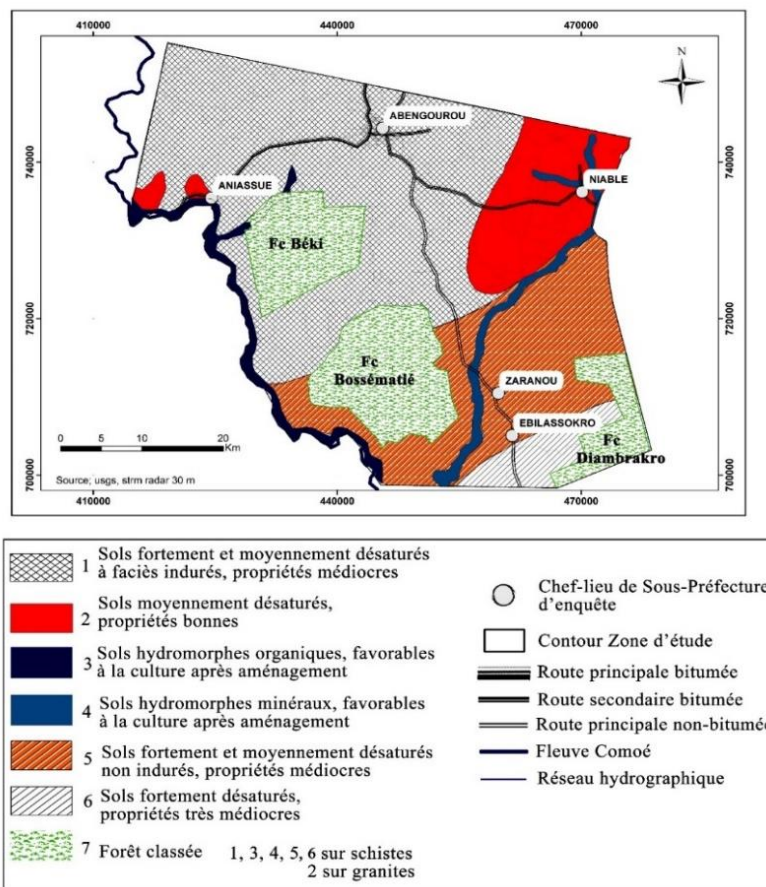 410000 440000 470000
N
ABENGOUROU
740000 740000
NIABLE
ANIASSUE
Fc Béki
720000 720000
Fc
Bossématié
ZARANOU
EBILASSOKRO
Fc
Diambrakro
0 5 10 20
Km
Source; usgs, strm radar 30 m
700000 700000
410000 440000 470000
1 Sols fortement et moyennement désaturés
à faciès indurés, propriétés médiocres
2 Sols moyennement désaturés,
propriétés bonnes
3 Sols hydromorphes organiques, favorables
à la culture après aménagement
4 Sols hydromorphes minéraux, favorables
à la culture après aménagement
5 Sols fortement et moyennement désaturés
non indurés, propriétés médiocres
6 Sols fortement désaturés,
propriétés très médiocres
7 Forêt classée
1, 3, 4, 5, 6 sur schistes
2 sur granites
Chef-lieu de Sous-Préfecture
d'enquête
Contour Zone d'étude
Route principale bitumée
Route secondaire bitumée
Route principale non-bitumée
Fleuve Comoé
Réseau hydrographique